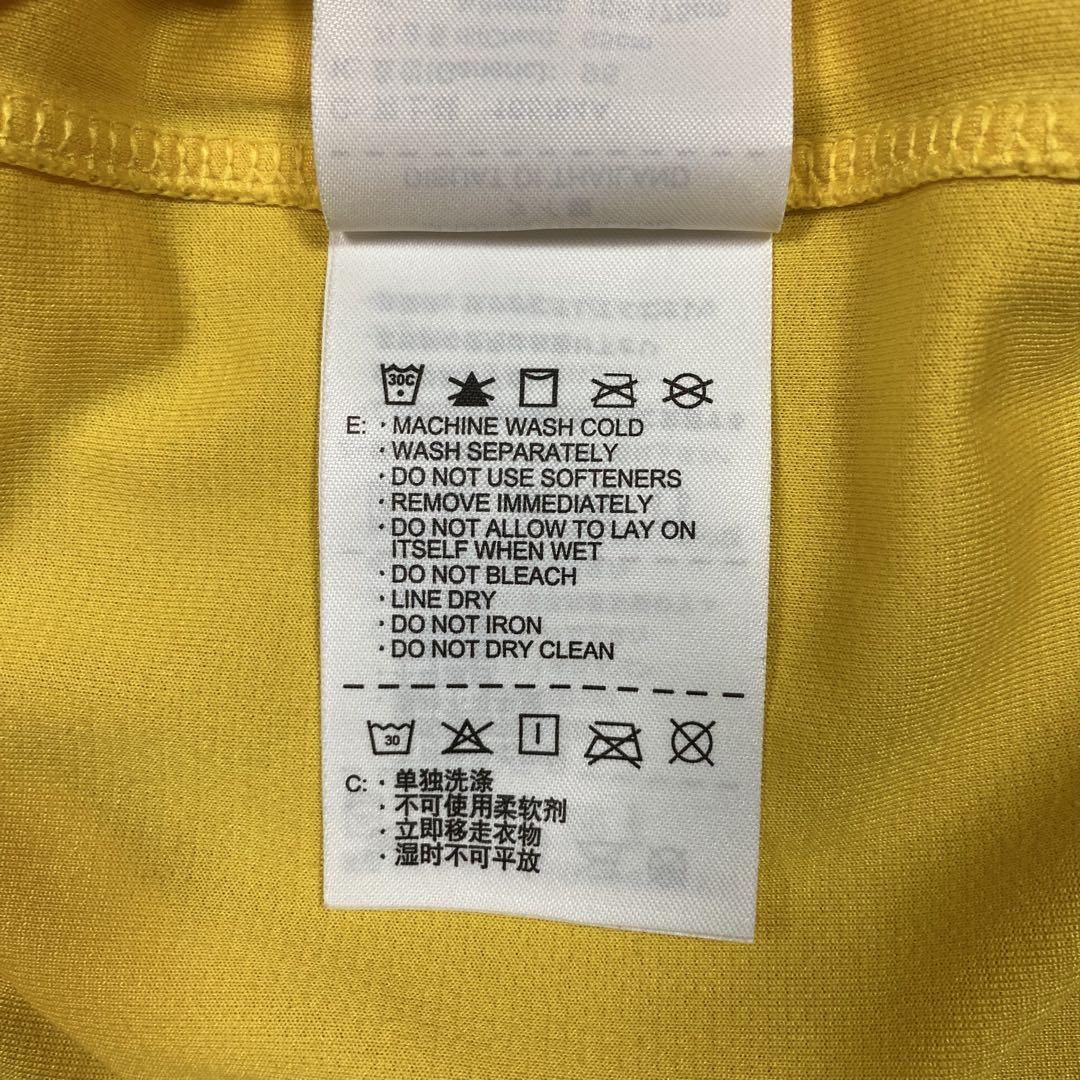 30C
E: · MACHINE WASH COLD
· WASH SEPARATELY
· DO NOT USE SOFTENERS
· REMOVE IMMEDIATELY
· DO NOT ALLOW TO LAY ON
ITSELF WHEN WET
· DO NOT BLEACH
· LINE DRY
· DO NOT IRON
· DO NOT DRY CLEAN
30
C: · 单独洗涤
· 不可使用柔软剂
· 立即移走衣物
· 湿时不可平放